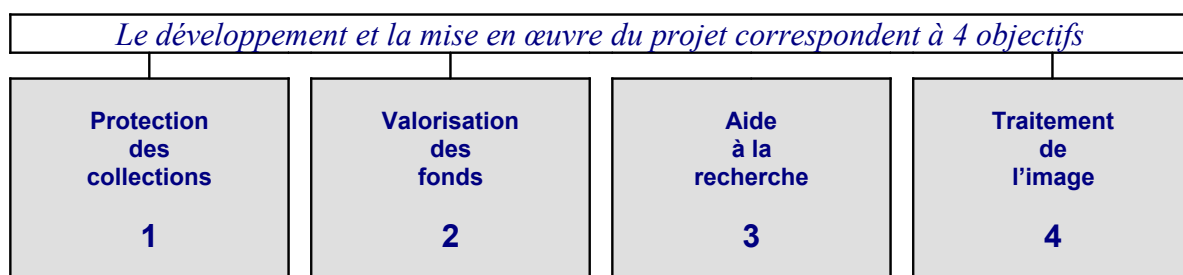 Le développement et la mise en œuvre du projet correspondent à 4 objectifs
Protection
des
collections
1
Valorisation
des
fonds
2
Aide
à la
recherche
3
Traitement
de
l'image
4